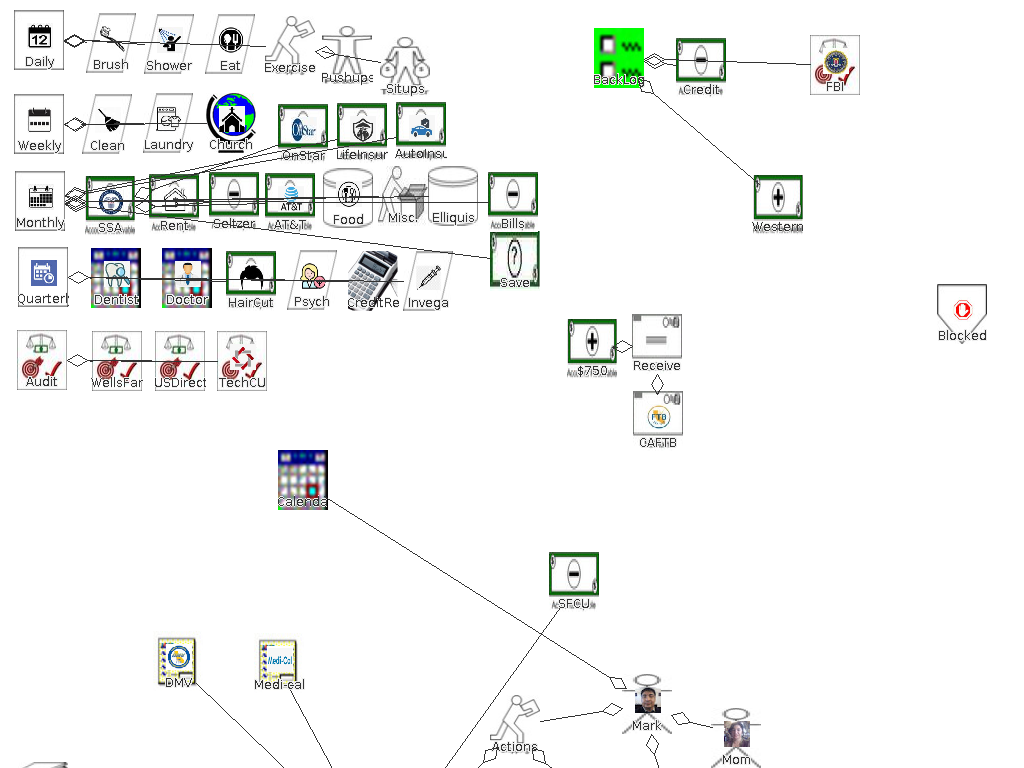 12
Daily
Brush
Shower
Eat
Exercise
Pushups
Situps
BackLog
Credit
FBI
Weekly
Clean
Laundry
Church
OnStar
OnStar
LifeInsur
AutoInsu
Monthly
SSA
Rent
Seltzer
AT&T
AT&T
Food
Misc.
Elliquis
Bills
Western
Save
Quarterl
Dentist
Doctor
HairCut
Psych
CreditRe
Invega
Blocked
$750
Receive
Audit
WellsFar
USDirect
TechCU
FTB
CAFTB
Calenda
SFCU
DMV
Medi-Cal
Medi-cal
Actions
Mark
Mom